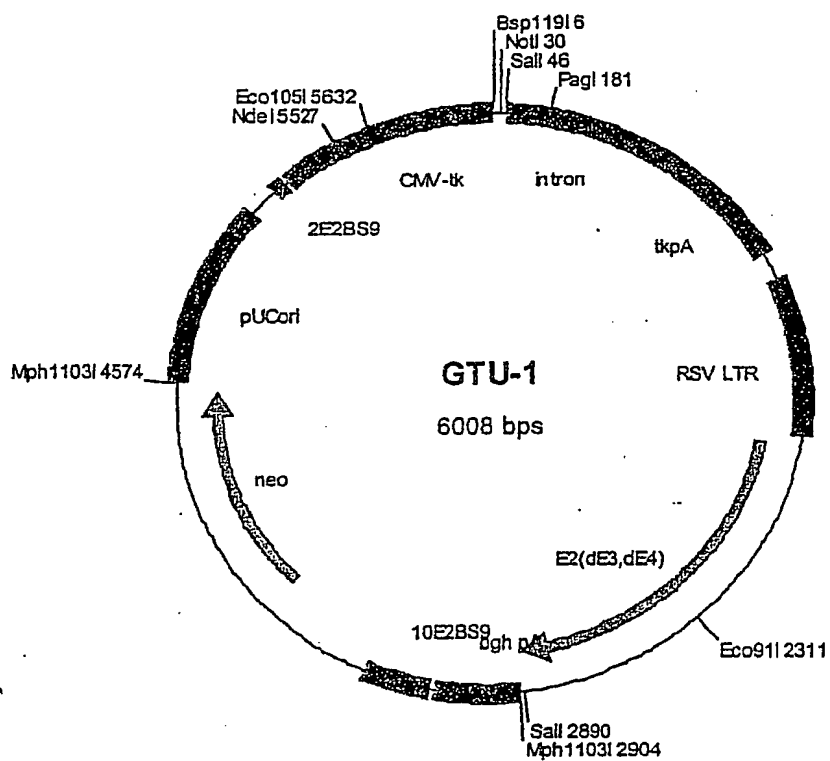 Bsp119I 6
NotI 30
SalI 46
PagI 181
Eco105I 5632
NdeI 5527
CMV-tk
intron
2E2BS9
tkpA
pUCori
Mph1103I 4574
GTU-1
RSV LTR
6008 bps
neo
E2(dE3,dE4)
10E2BS9
bgh
Eco91I 2311
SalI 2890
Mph1103I 2904